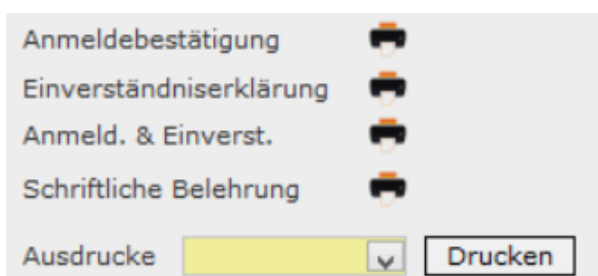 Anmeldebestätigung
Einverständniserklärung
Anmeld. & Einverst.
Schriftliche Belehrung
Ausdrucke Drucken